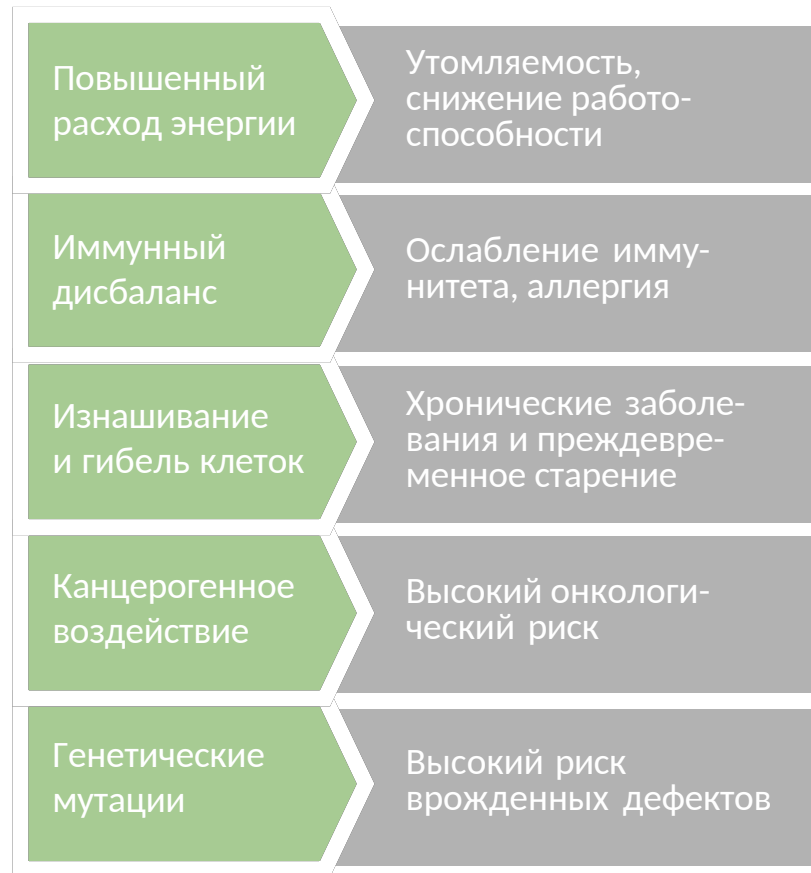 Повышенный
расход энергии
Утомляемость,
снижение работо-
способности
Иммунный
дисбаланс
Ослабление имму-
нитета, аллергия
Изнашивание
и гибель клеток
Хронические заболе-
вания и преждевре-
менное старение
Канцерогенное
воздействие
Высокий онкологи-
ческий риск
Генетические
мутации
Высокий риск
врожденных дефектов